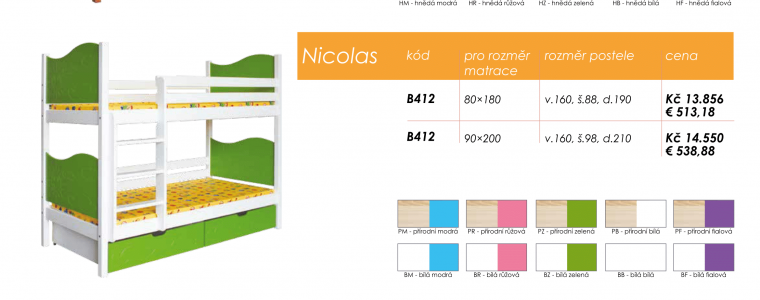 HM - hnědá modrá HR - hnědá růžová HZ - hnědá zelená HB - hnědá bílá HF - hnědá fialová
Nicolas kód pro rozměr matrace rozměr postele cena
B412 80×180 v.160, š.88, d.190 Kč 13.856
€ 513,18
B412 90×200 v.160, š.98, d.210 Kč 14.550
€ 538,88
PM - přírodní modrá PR - přírodní růžová PZ - přírodní zelená PB - přírodní bílá PF - přírodní fialová
BM - bílá modrá BR - bílá růžová BZ - bílá zelená BB - bílá bílá BF - bílá fialová